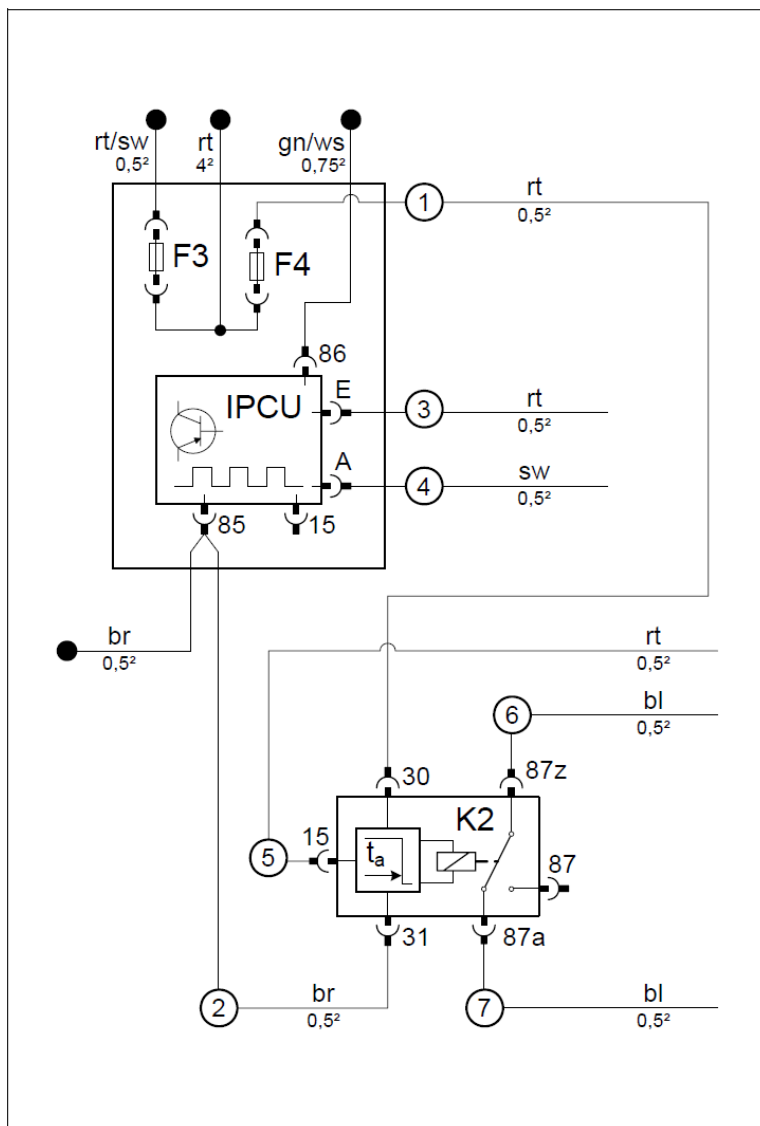 rt/sw
0,5²
rt
4²
gn/ws
0,75²
1
rt
0,5²
F3
F4
86
IPCU
E
3
rt
0,5²
A
4
sw
0,5²
85
15
br
0,5²
rt
0,5²
6
bl
0,5²
30
87z
K2
15
5
ta
87
31
87a
2
br
0,5²
7
bl
0,5²